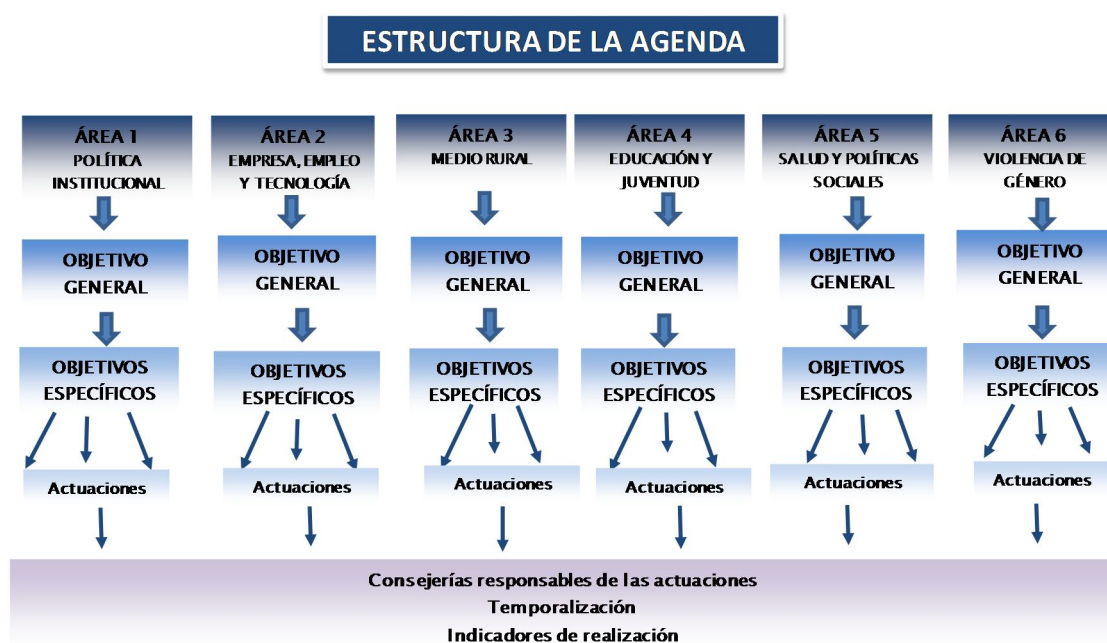 ESTRUCTURA DE LA AGENDA
ÁREA 1
POLÍTICA
INSTITUCIONAL
ÁREA 2
EMPRESA, EMPLEO
Y TECNOLOGÍA
ÁREA 3
MEDIO RURAL
ÁREA 4
EDUCACIÓN Y
JUVENTUD
ÁREA 5
SALUD Y POLÍTICAS
SOCIALES
ÁREA 6
VIOLENCIA DE
GÉNERO
OBJETIVO
GENERAL
OBJETIVO
GENERAL
OBJETIVO
GENERAL
OBJETIVO
GENERAL
OBJETIVO
GENERAL
OBJETIVO
GENERAL
OBJETIVOS
ESPECÍFICOS
OBJETIVOS
ESPECÍFICOS
OBJETIVOS
ESPECÍFICOS
OBJETIVOS
ESPECÍFICOS
OBJETIVOS
ESPECÍFICOS
OBJETIVOS
ESPECÍFICOS
Actuaciones
Actuaciones
Actuaciones
Actuaciones
Actuaciones
Actuaciones
Consejerías responsables de las actuaciones
Temporalización
Indicadores de realización